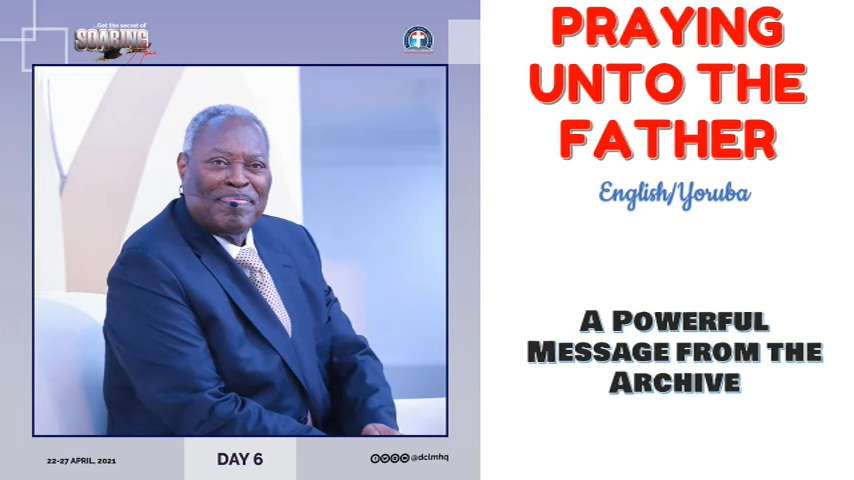 ...Get the secret of
SOARING
PRAYING
UNTO THE
FATHER
English/Yoruba
A Powerful
Message from the
Archive
22-27 APRIL, 2021
DAY 6
@dclmhq